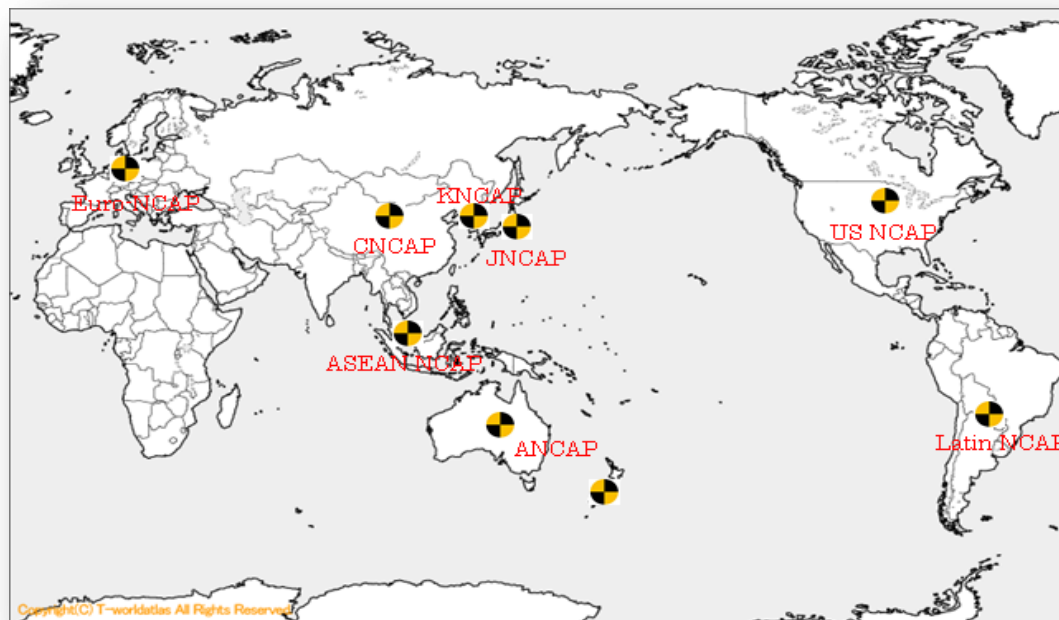 KNCAP
Euro NCAP
CNCAP
JNCAP
US NCAP
ASEAN NCAP
ANCAP
Latin NCAP
Copyright(C) T-worldatlas All Rights Reserved